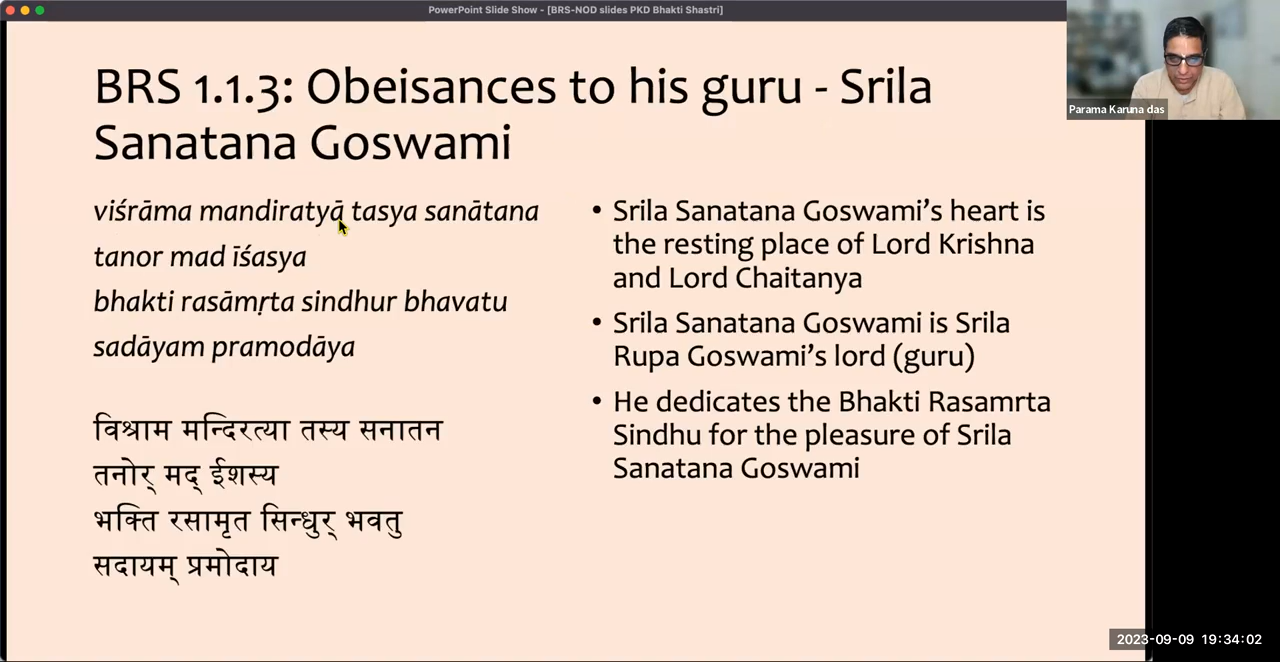 PowerPoint Slide Show - [BRS-NOD slides PKD Bhakti Shastri]
Parama Karuna das
BRS 1.1.3: Obeisances to his guru - Srila
Sanatana Goswami
viśrāma mandiratyā tasya sanātana
tanor mad īśasya
bhakti rasāmṛta sindhur bhavatu
sadāyam pramodāya
विश्राम मन्दिरत्या तस्य सनातन
तनोर् मद् ईशस्य
भक्ति रसामृत सिन्धुर् भवतु
सदायम् प्रमोदाय
• Srila Sanatana Goswami’s heart is
the resting place of Lord Krishna
and Lord Chaitanya
• Srila Sanatana Goswami is Srila
Rupa Goswami’s lord (guru)
• He dedicates the Bhakti Rasamrta
Sindhu for the pleasure of Srila
Sanatana Goswami
2023-09-09 19:34:02